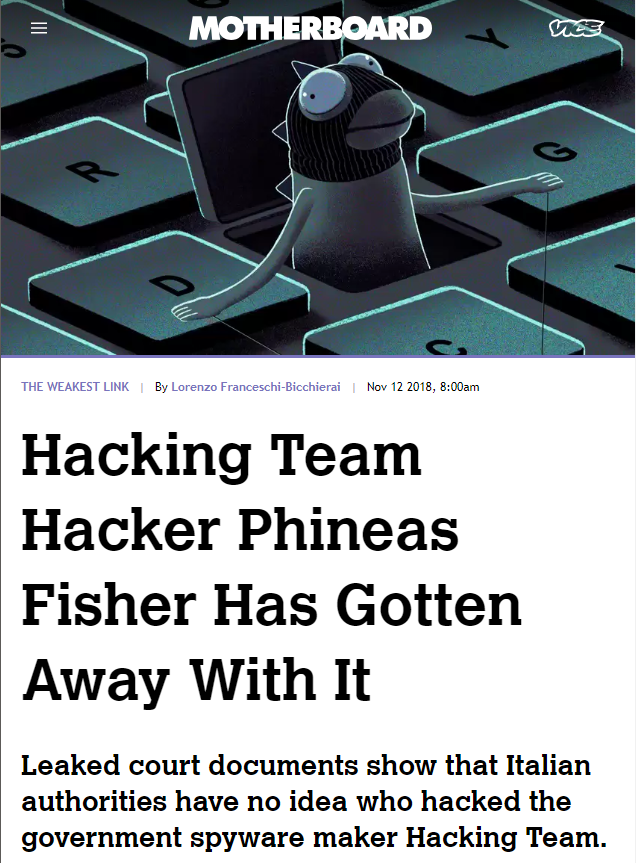 MOTHERBOARD
VICE
Y
R
G
D
C
THE WEAKEST LINK | By Lorenzo Franceschi-Bicchierai | Nov 12 2018, 8:00am
Hacking Team
Hacker Phineas
Fisher Has Gotten
Away With It
Leaked court documents show that Italian
authorities have no idea who hacked the
government spyware maker Hacking Team.